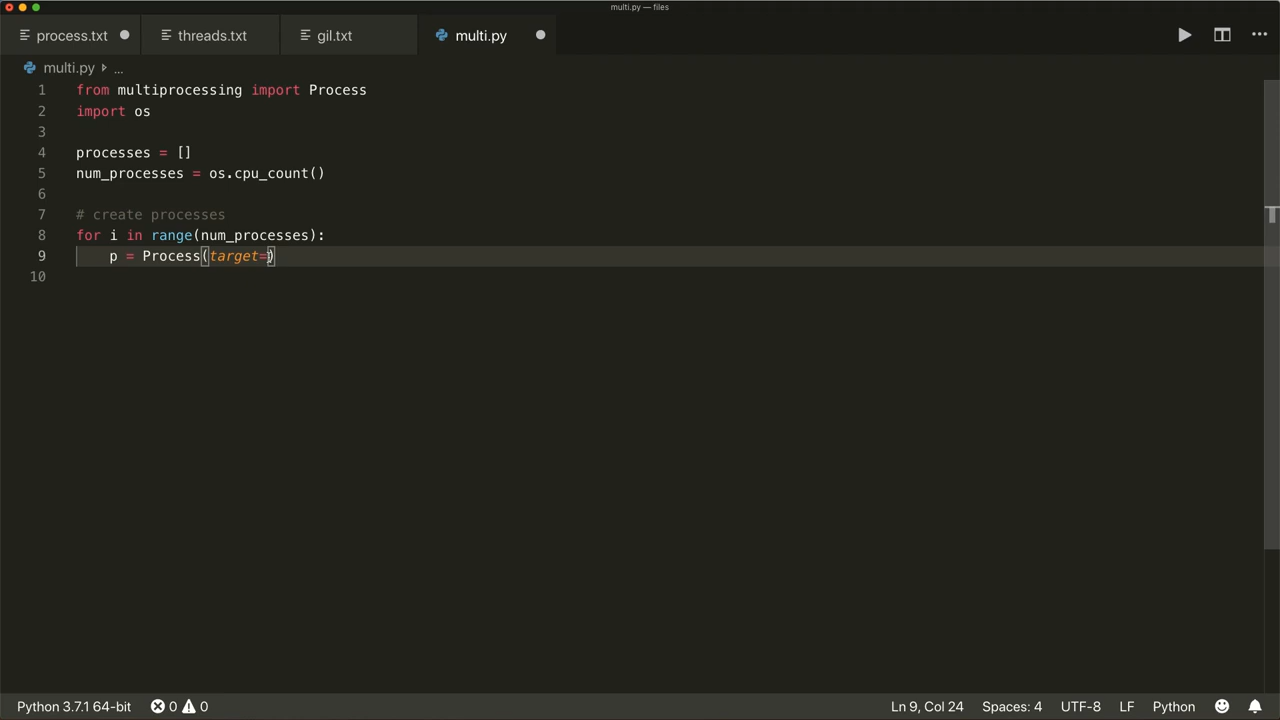 multi.py — files
process.txt threads.txt gil.txt multi.py
multi.py ...
1 from multiprocessing import Process
2 import os
3
4 processes = []
5 num_processes = os.cpu_count()
6
7 # create processes
8 for i in range(num_processes):
9 p = Process(target=)
10
Python 3.7.1 64-bit 0 0 Ln 9, Col 24 Spaces: 4 UTF-8 LF Python